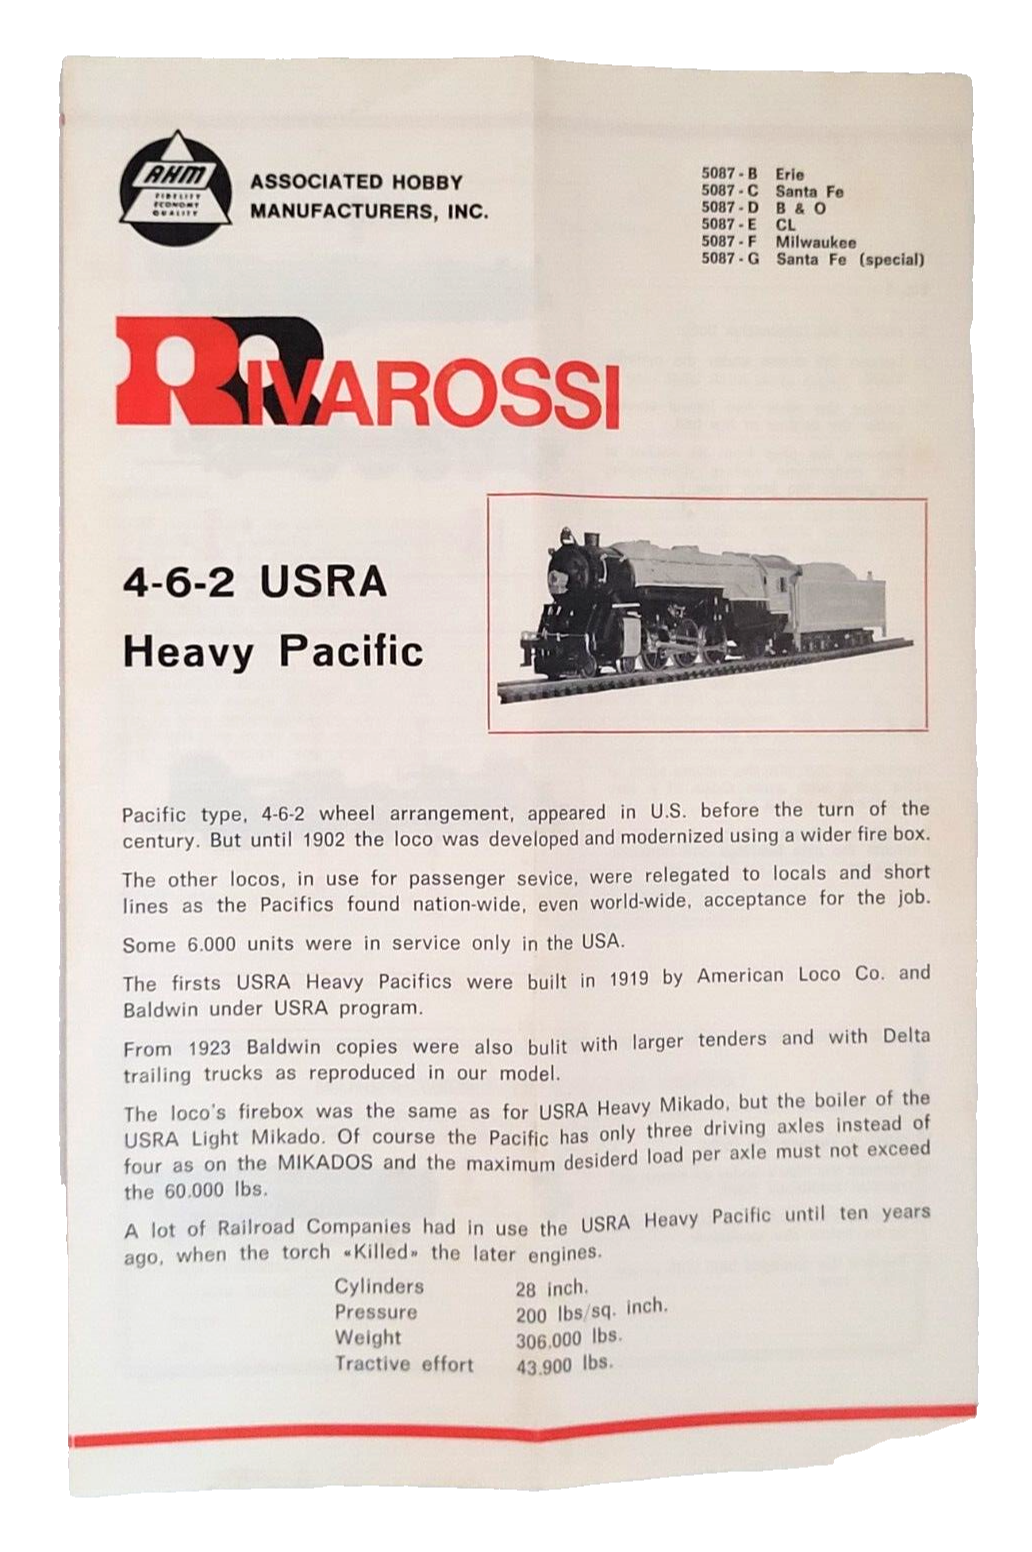 AHM
FIDELITY
ECONOMY
QUALITY
ASSOCIATED HOBBY
MANUFACTURERS, INC.
5087 - B Erie
5087 - C Santa Fe
5087 - D B & O
5087 - E CL
5087 - F Milwaukee
5087 - G Santa Fe (special)
RIVAROSSI
4-6-2 USRA
Heavy Pacific
Pacific type, 4-6-2 wheel arrangement, appeared in U.S. before the turn of the
century. But until 1902 the loco was developed and modernized using a wider fire box.
The other locos, in use for passenger sevice, were relegated to locals and short
lines as the Pacifics found nation-wide, even world-wide, acceptance for the job.
Some 6.000 units were in service only in the USA.
The firsts USRA Heavy Pacifics were built in 1919 by American Loco Co. and
Baldwin under USRA program.
From 1923 Baldwin copies were also bulit with larger tenders and with Delta
trailing trucks as reproduced in our model.
The loco's firebox was the same as for USRA Heavy Mikado, but the boiler of the
USRA Light Mikado. Of course the Pacific has only three driving axles instead of
four as on the MIKADOS and the maximum desiderd load per axle must not exceed
the 60.000 lbs.
A lot of Railroad Companies had in use the USRA Heavy Pacific until ten years
ago, when the torch «Killed» the later engines.
Cylinders 28 inch.
Pressure 200 lbs/sq. inch.
Weight 306.000 lbs.
Tractive effort 43.900 lbs.